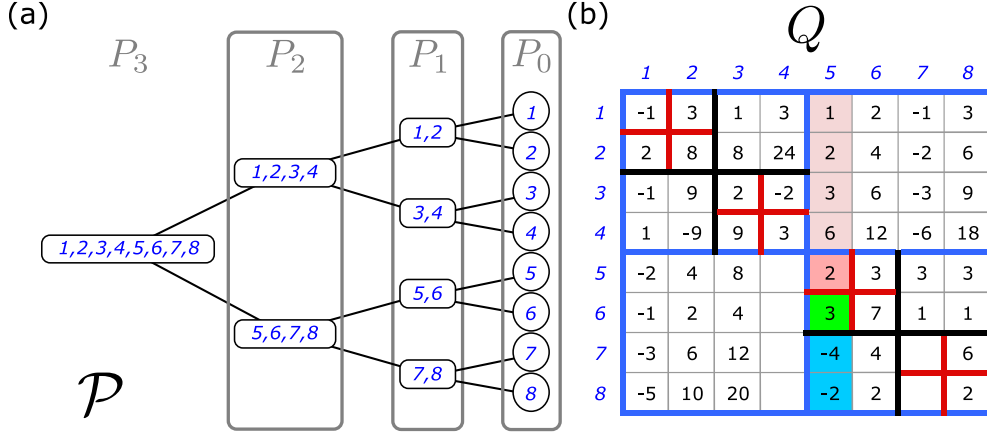 (a)
P3
P2
P1
P0
1,2,3,4,5,6,7,8
1,2,3,4
5,6,7,8
1,2
3,4
5,6
7,8
1
2
3
4
5
6
7
8
𝒫
(b)
Q
1 2 3 4 5 6 7 8
1 -1 3 1 3 1 2 -1 3
2 2 8 8 24 2 4 -2 6
3 -1 9 2 -2 3 6 -3 9
4 1 -9 9 3 6 12 -6 18
5 -2 4 8 2 3 3 3
6 -1 2 4 3 7 1 1
7 -3 6 12 -4 4 6
8 -5 10 20 -2 2 2